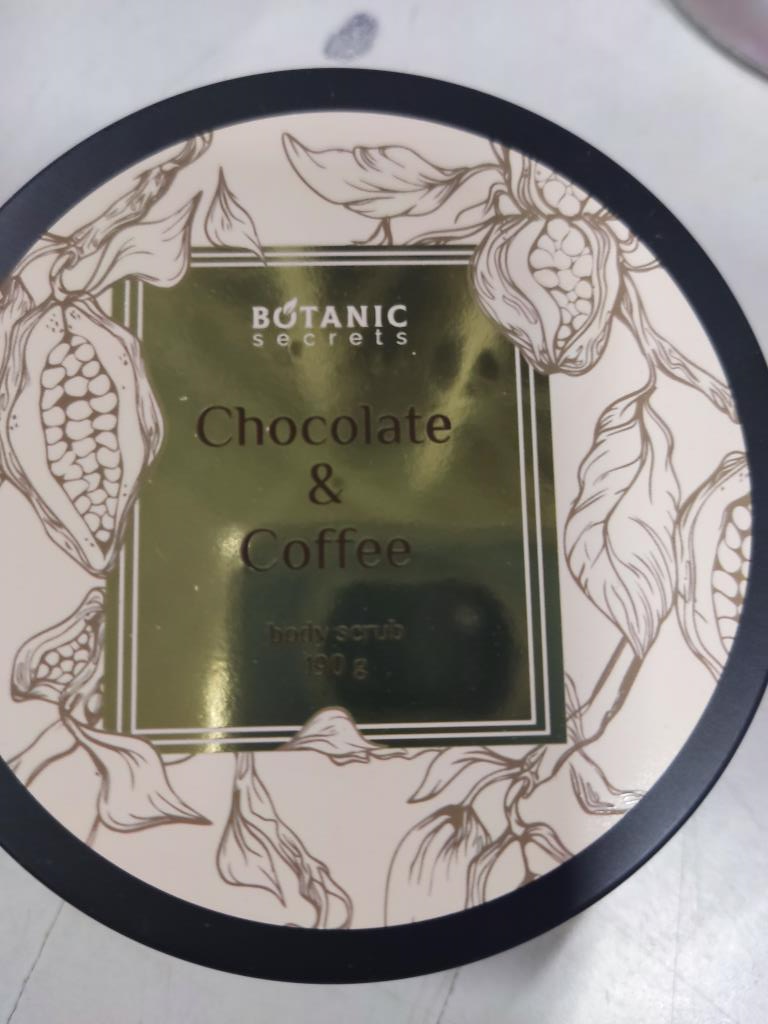 BOTANIC
secrets
Chocolate
&
Coffee
body scrub
190 g